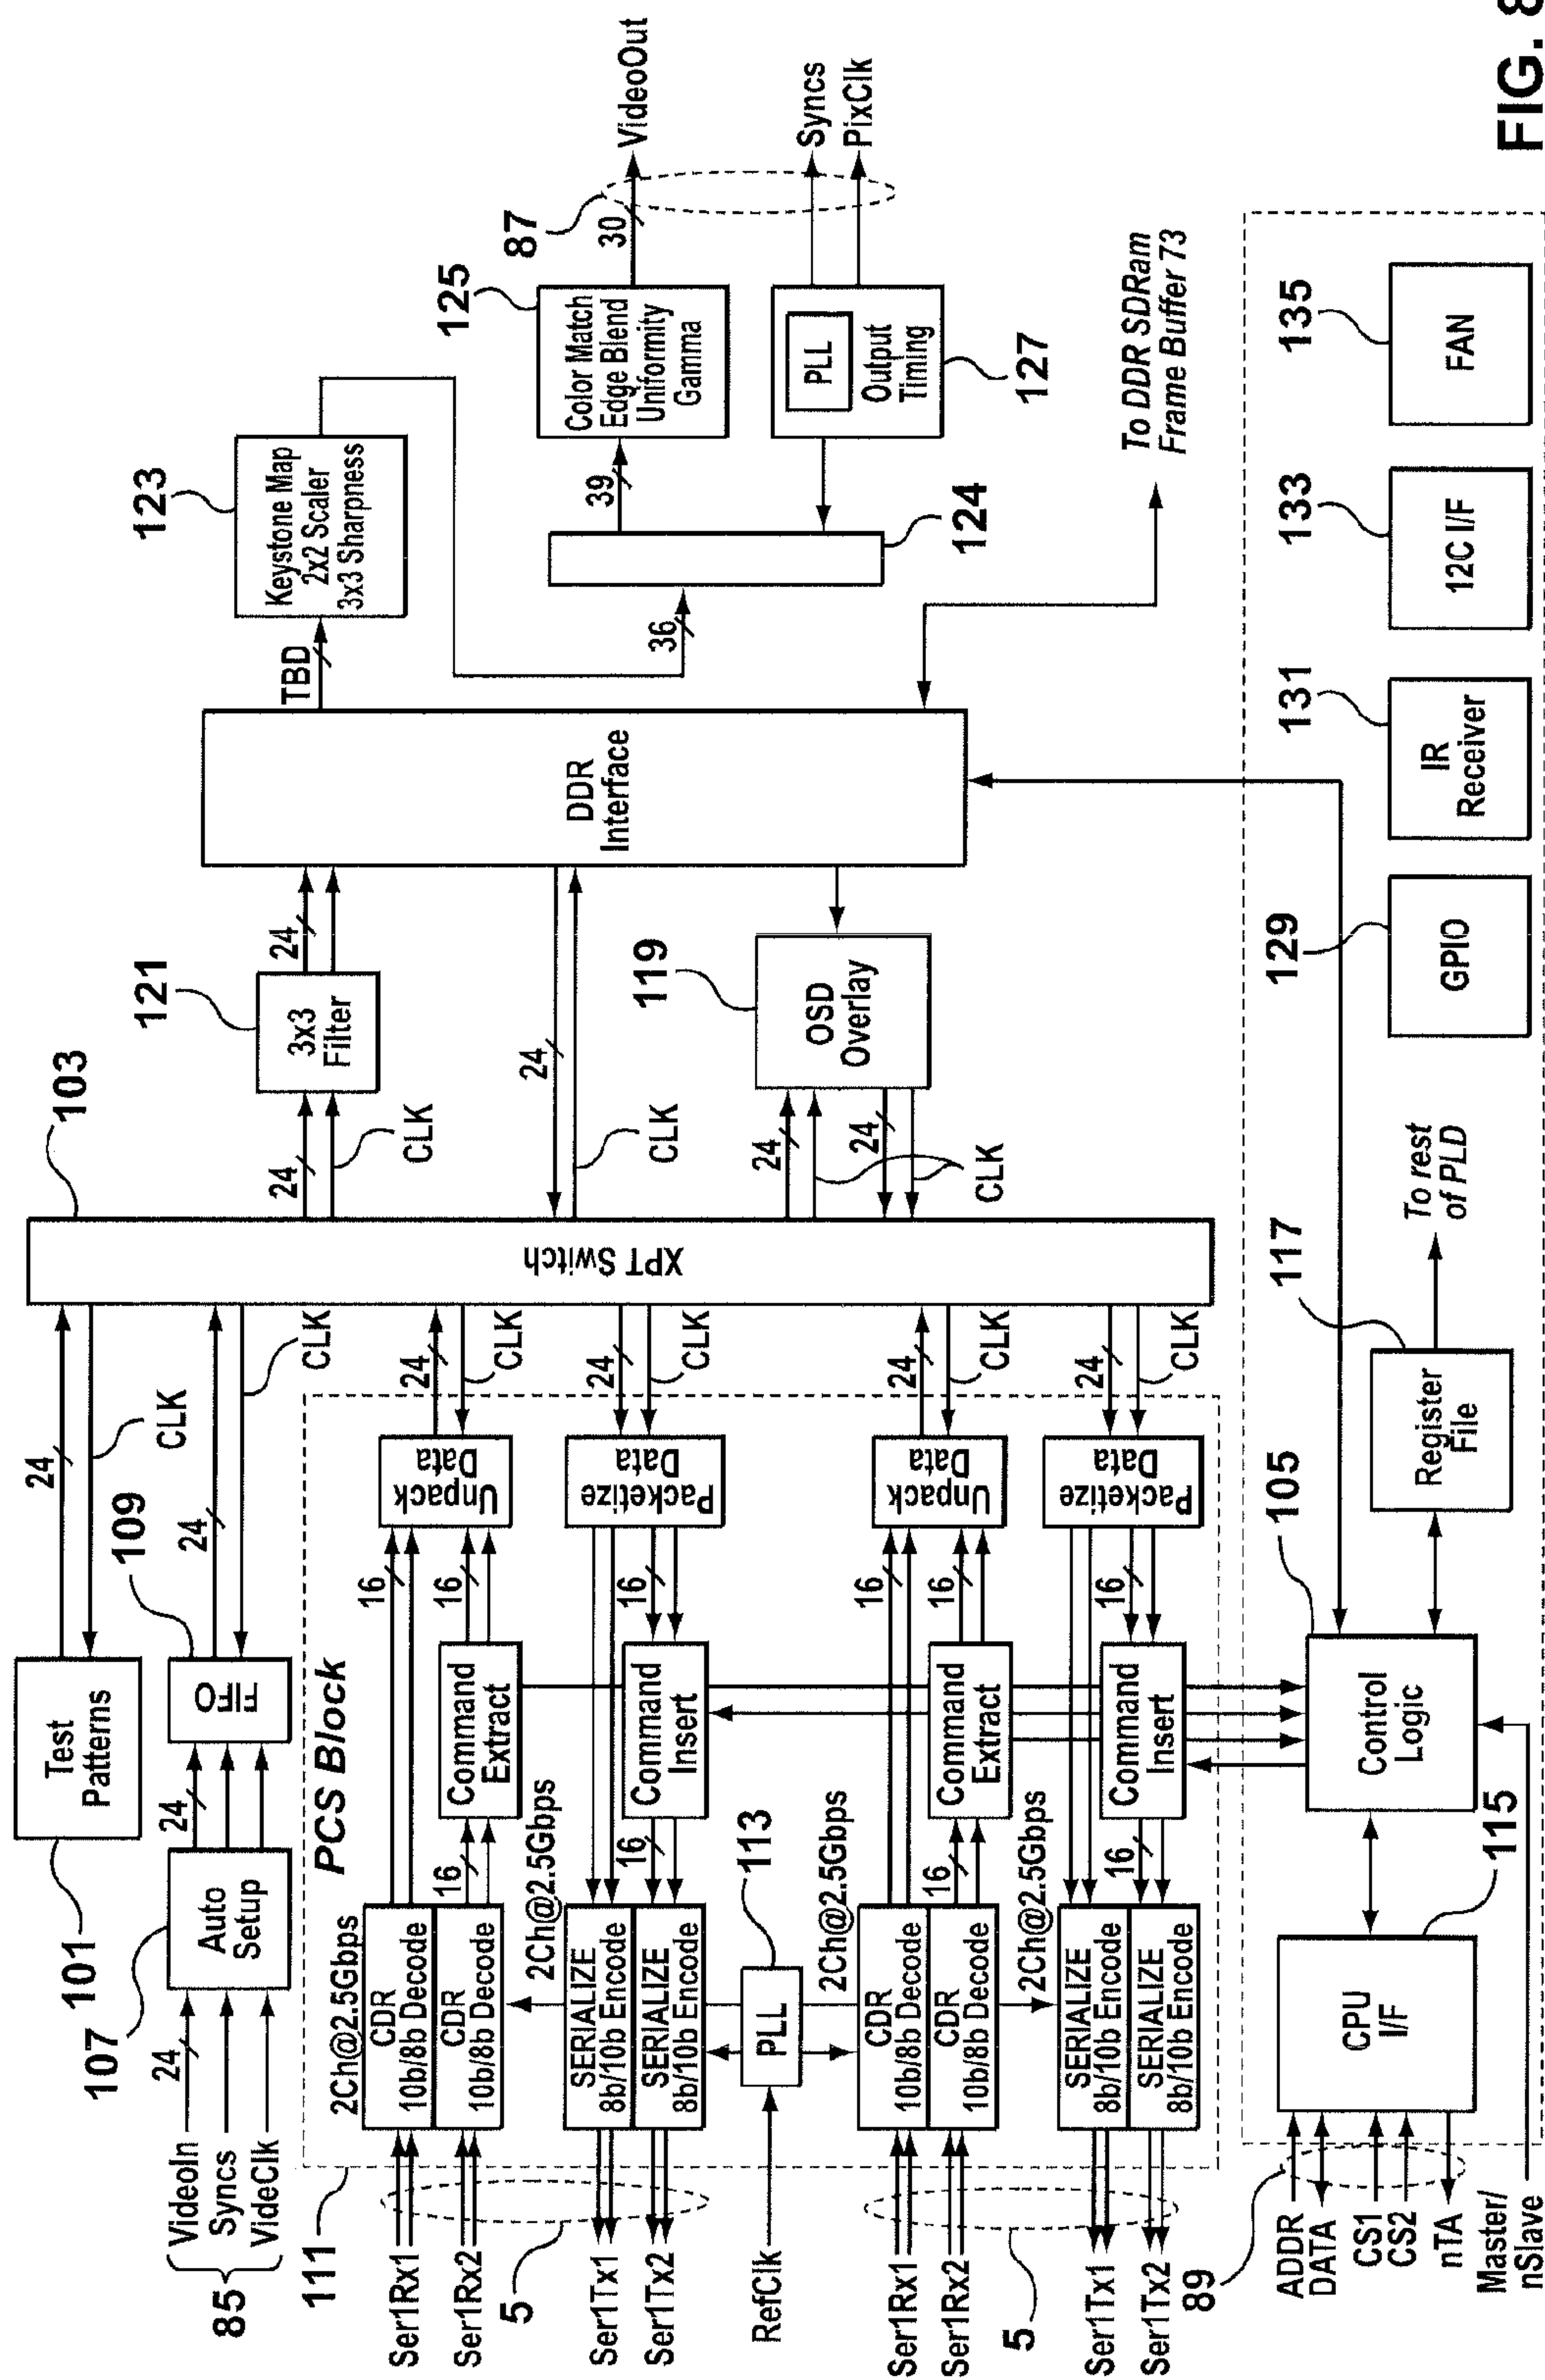 85
VideoIn
Syncs
VideClk
24
107
101
Auto
Setup
24
Test
Patterns
109
FIFO
24
CLK
24
CLK
103
XPT Switch
111
PCS Block
Ser1Rx1
Ser1Rx2
5
Ser1Tx1
Ser1Tx2
RefClk
Ser1Rx1
Ser1Rx2
5
Ser1Tx1
Ser1Tx2
2Ch@2.5Gbps
CDR
10b/8b Decode
CDR
10b/8b Decode
16
Command
Extract
16
16
Unpack
Data
24
CLK
2Ch@2.5Gbps
SERIALIZE
8b/10b Encode
SERIALIZE
8b/10b Encode
16
Command
Insert
16
Packetize
Data
24
CLK
PLL
113
2Ch@2.5Gbps
CDR
10b/8b Decode
CDR
10b/8b Decode
16
Command
Extract
16
16
Unpack
Data
24
CLK
2Ch@2.5Gbps
SERIALIZE
8b/10b Encode
SERIALIZE
8b/10b Encode
16
Command
Insert
16
Packetize
Data
24
CLK
24
CLK
121
3x3
Filter
24
24
CLK
24
24
CLK
119
OSD
Overlay
DDR
Interface
TBD
123
Keystone Map
2x2 Scaler
3x3 Sharpness
36
124
39
125
Color Match
Edge Blend
Uniformity
Gamma
87
30
VideoOut
PLL
Output
Timing
127
Syncs
PixClk
To DDR SDRam
Frame Buffer 73
89
ADDR
DATA
CS1
CS2
nTA
Master/
nSlave
CPU
I/F
115
105
Control
Logic
117
Register
File
To rest
of PLD
129
GPIO
131
IR
Receiver
133
12C I/F
135
FAN
FIG. 8